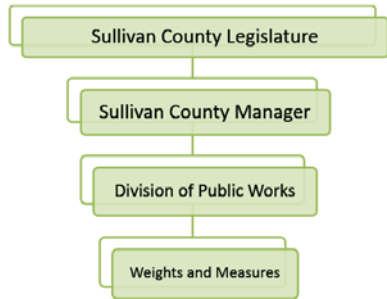 Sullivan County Legislature
Sullivan County Manager
Division of Public Works
Weights and Measures